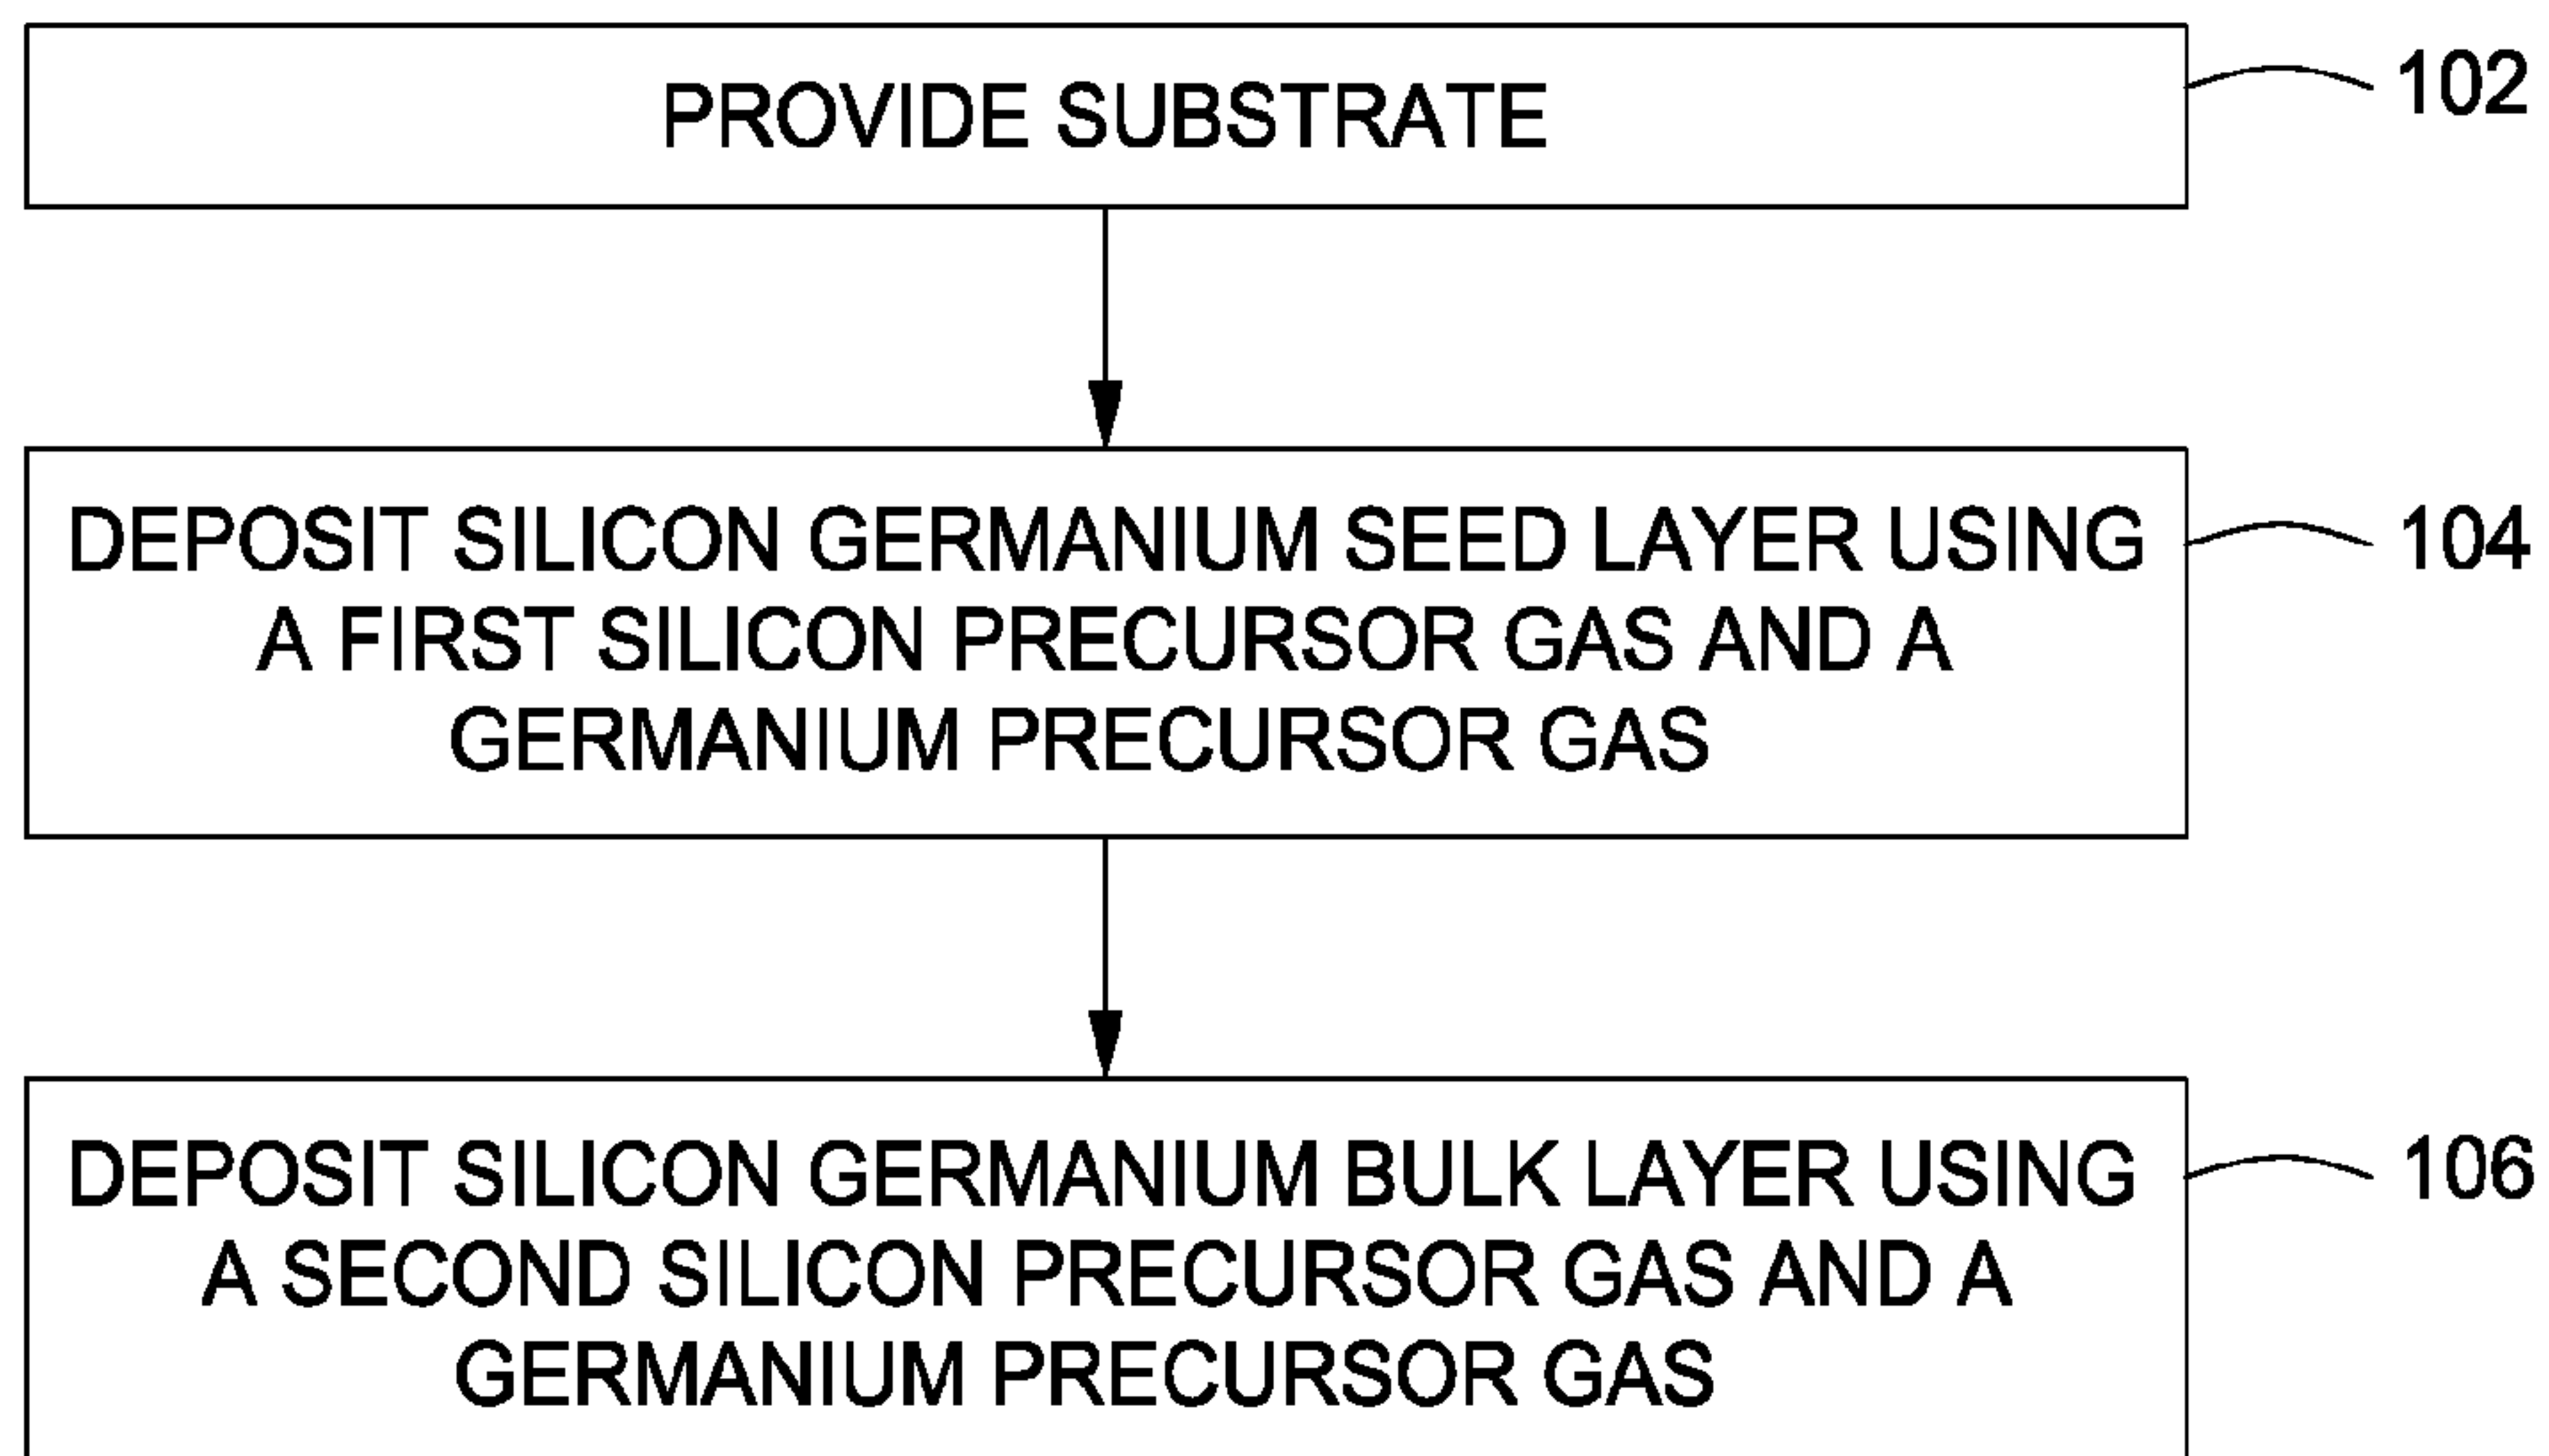 PROVIDE SUBSTRATE
102
DEPOSIT SILICON GERMANIUM SEED LAYER USING
104
A FIRST SILICON PRECURSOR GAS AND A
GERMANIUM PRECURSOR GAS
DEPOSIT SILICON GERMANIUM BULK LAYER USING
106
A SECOND SILICON PRECURSOR GAS AND A
GERMANIUM PRECURSOR GAS